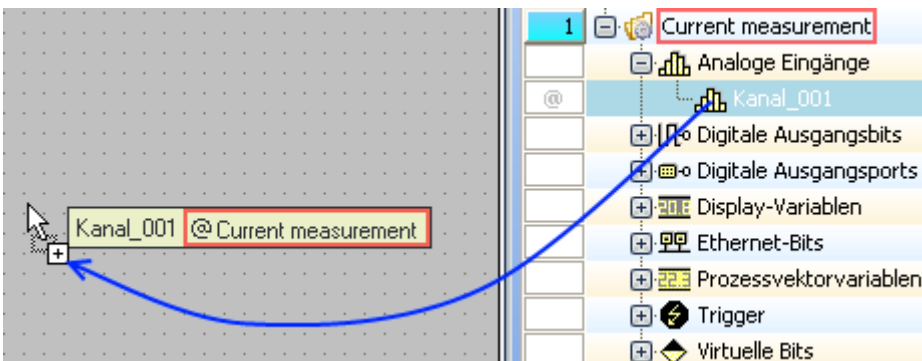 1 Current measurement
Analoge Eingänge
@ Kanal_001
Digitale Ausgangsbits
Digitale Ausgangsports
Kanal_001 @ Current measurement
Display-Variablen
Ethernet-Bits
Prozessvektorvariablen
Trigger
Virtuelle Bits